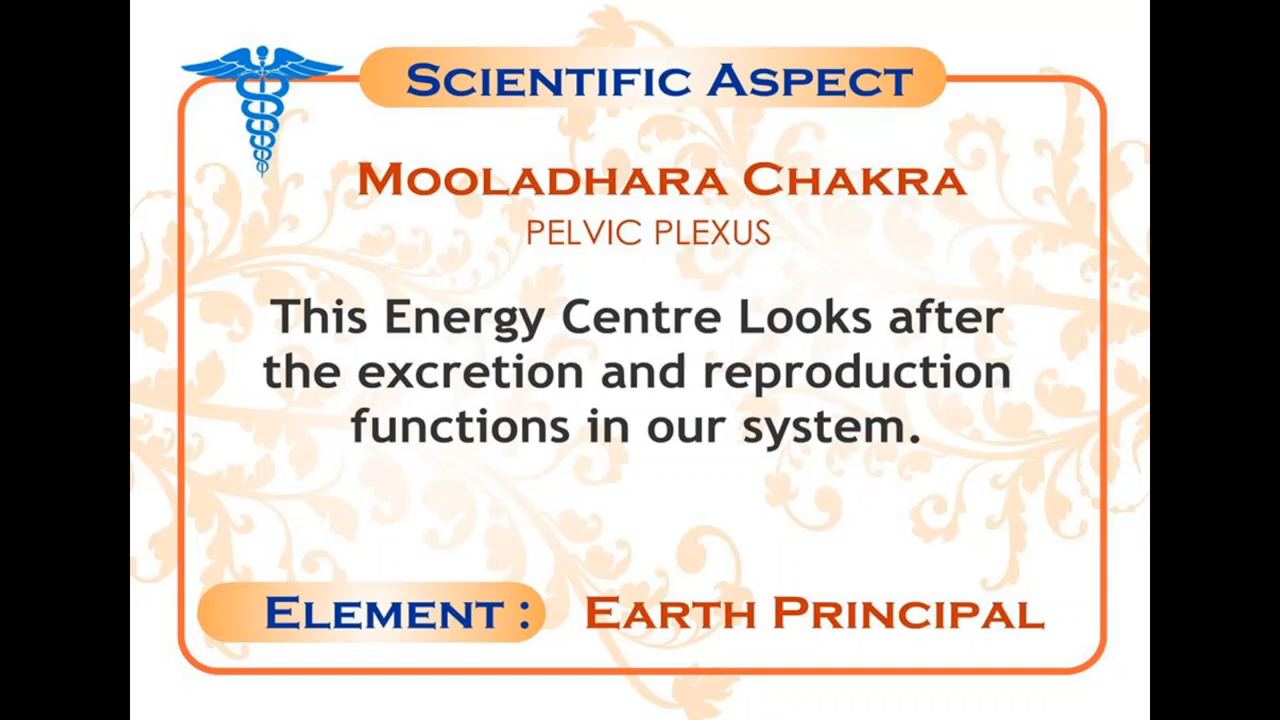 SCIENTIFIC ASPECT
MOOLADHARA CHAKRA
PELVIC PLEXUS
This Energy Centre Looks after
the excretion and reproduction
functions in our system.
ELEMENT : EARTH PRINCIPAL